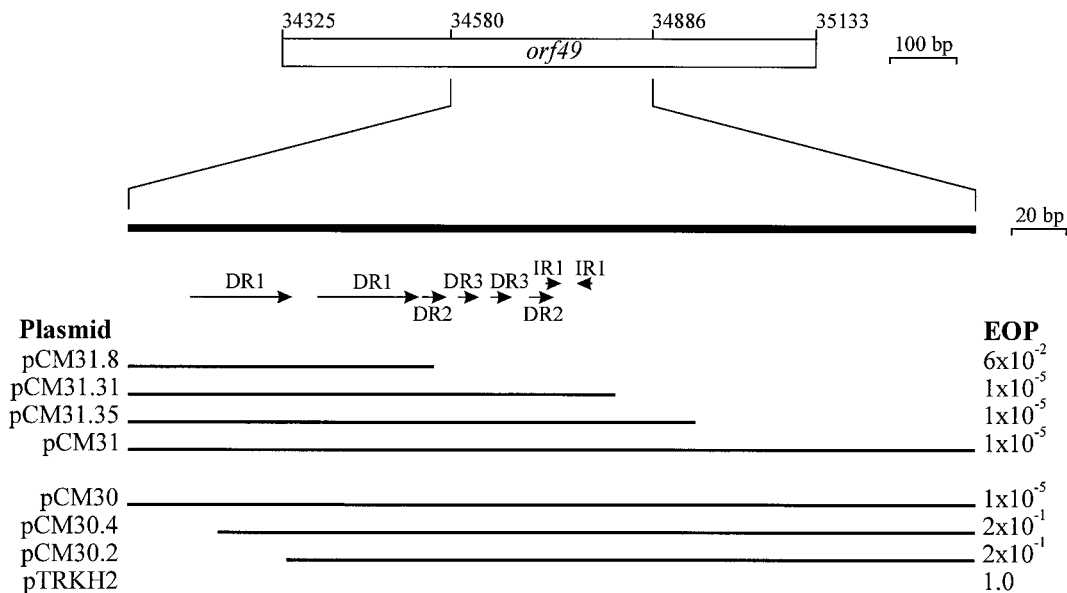 34325 34580 34886 35133
orf49 100 bp
20 bp
IR1 IR1
DR1 DR1 DR3 DR3
DR2 DR2
Plasmid EOP
pCM31.8 6x10⁻²
pCM31.31 1x10⁻⁵
pCM31.35 1x10⁻⁵
pCM31 1x10⁻⁵
pCM30 1x10⁻⁵
pCM30.4 2x10⁻¹
pCM30.2 2x10⁻¹
pTRKH2 1.0